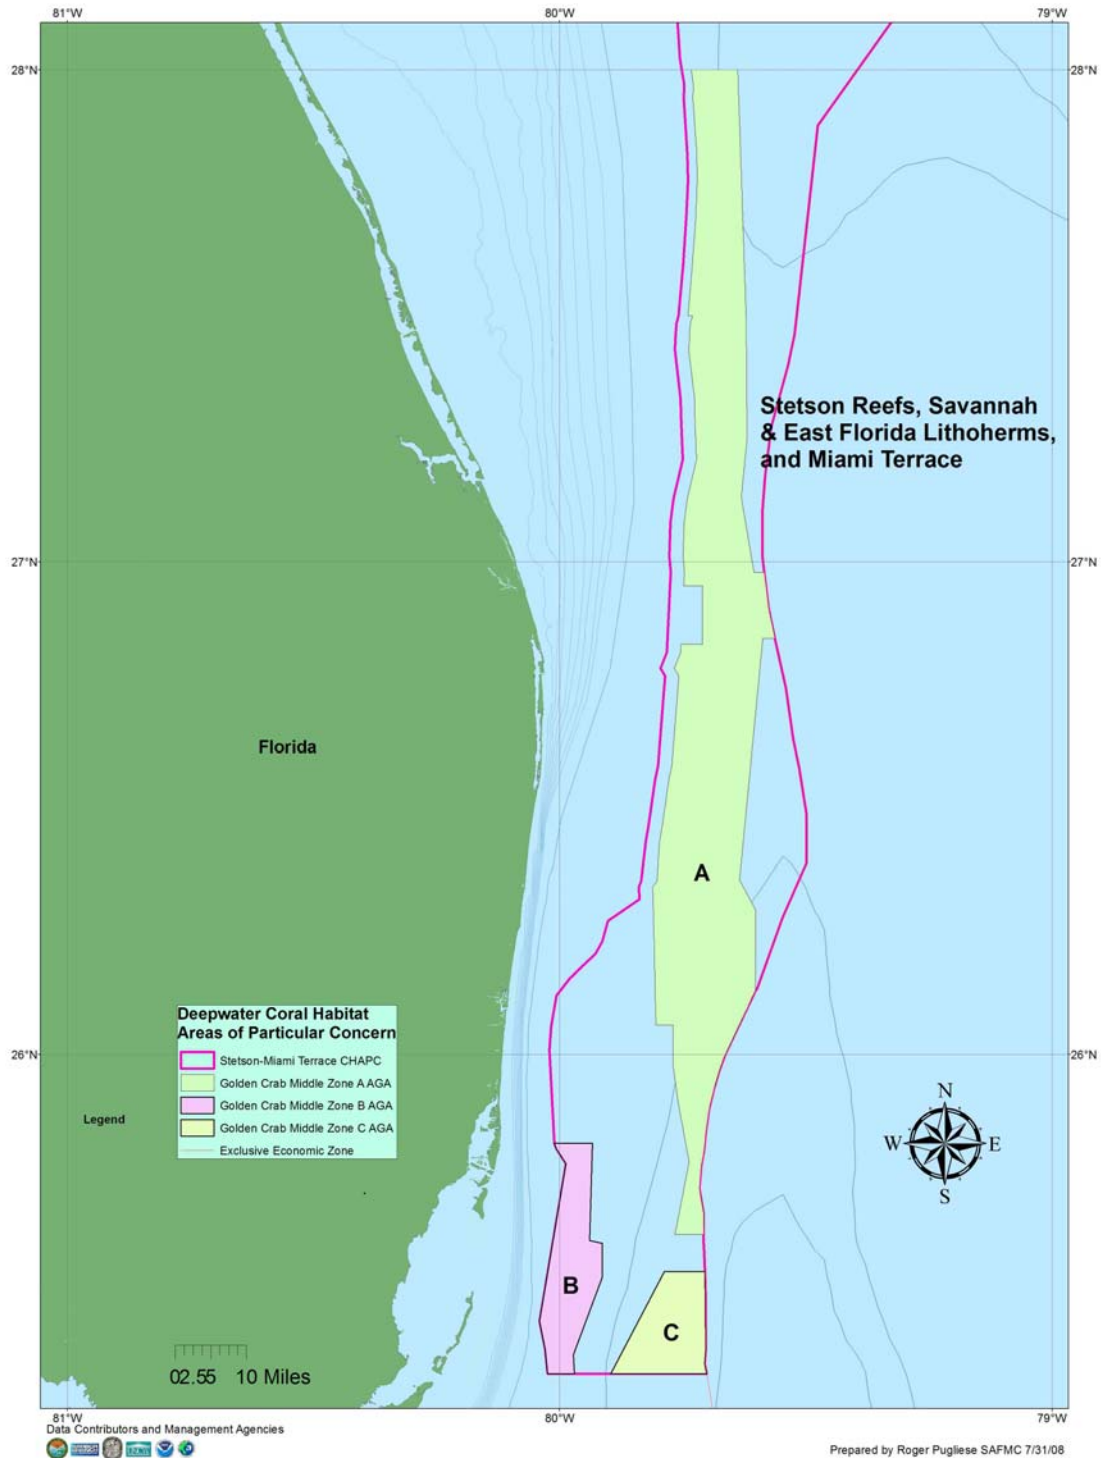 81°W 80°W 79°W
28°N 28°N
Stetson Reefs, Savannah
& East Florida Lithoherms,
and Miami Terrace
27°N 27°N
Florida
A
Deepwater Coral Habitat
Areas of Particular Concern
Stetson-Miami Terrace CHAPC
Golden Crab Middle Zone A AGA
Golden Crab Middle Zone B AGA
Golden Crab Middle Zone C AGA
Exclusive Economic Zone
Legend
26°N 26°N
N
W E
S
B
C
02.55 10 Miles
81°W 80°W 79°W
Data Contributors and Management Agencies
Prepared by Roger Pugliese SAFMC 7/31/08